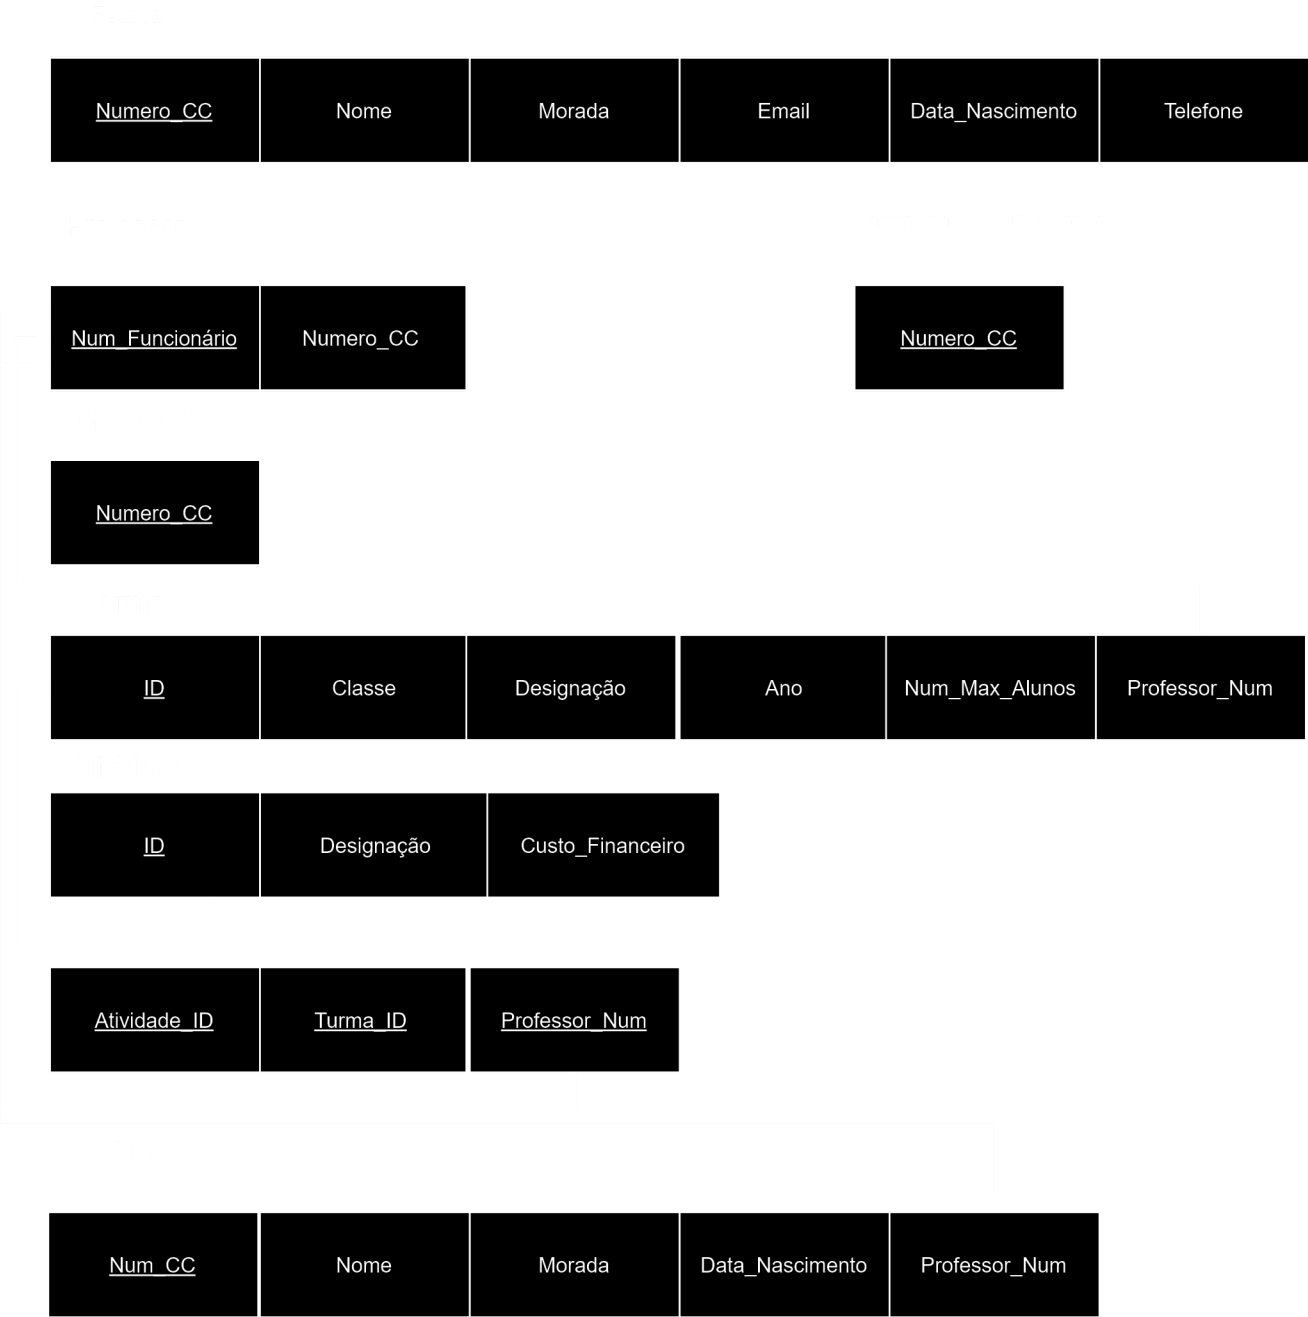 Numero_CC Nome Morada Email Data_Nascimento Telefone
Num_Funcionário Numero_CC Numero_CC
Numero_CC
ID Classe Designação Ano Num_Max_Alunos Professor_Num
ID Designação Custo_Financeiro
Atividade_ID Turma_ID Professor_Num
Num_CC Nome Morada Data_Nascimento Professor_Num